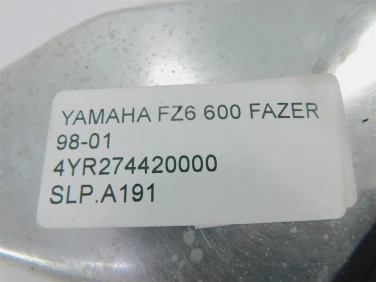 YAMAHA FZ6 600 FAZER
98-01
4YR274420000
SLP.A191